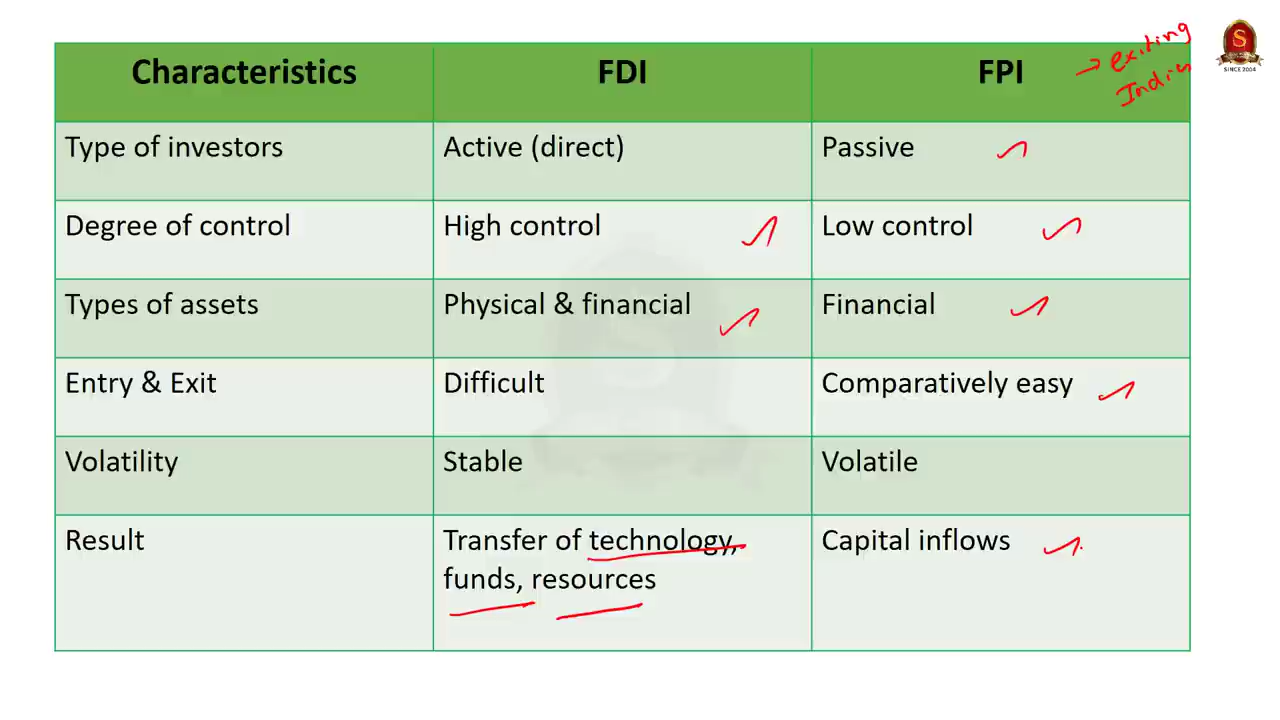 Characteristics FDI FPI → exiting
India
S
SINCE 2004
Type of investors Active (direct) Passive
Degree of control High control Low control
Types of assets Physical & financial Financial
Entry & Exit Difficult Comparatively easy
Volatility Stable Volatile
Result Transfer of technology, Capital inflows
funds, resources